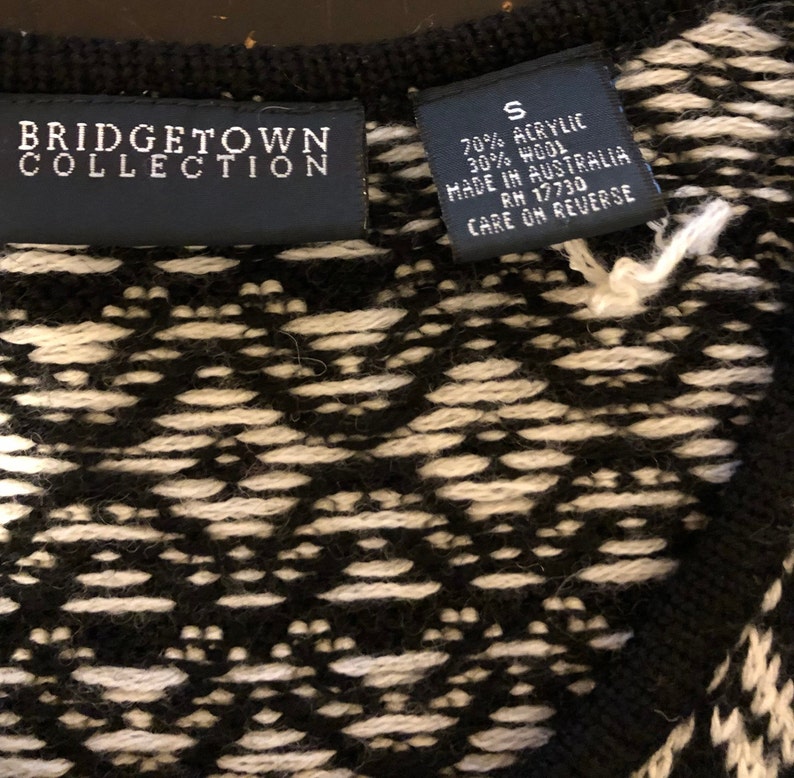 BRIDGETOWN
COLLECTION
S
70% ACRYLIC
30% WOOL
MADE IN AUSTRALIA
RN 17730
CARE ON REVERSE